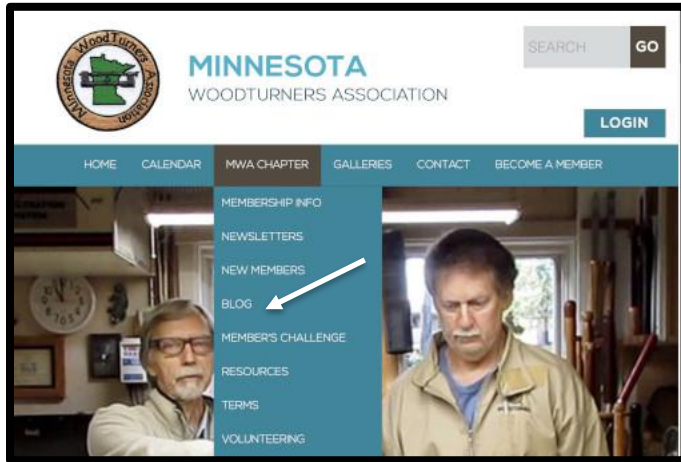 Minnesota WoodTurners Association
SEARCH GO
MINNESOTA
WOODTURNERS ASSOCIATION
LOGIN
HOME CALENDAR MWA CHAPTER GALLERIES CONTACT BECOME A MEMBER
MEMBERSHIP INFO
NEWSLETTERS
NEW MEMBERS
BLOG
MEMBER'S CHALLENGE
RESOURCES
TERMS
VOLUNTEERING